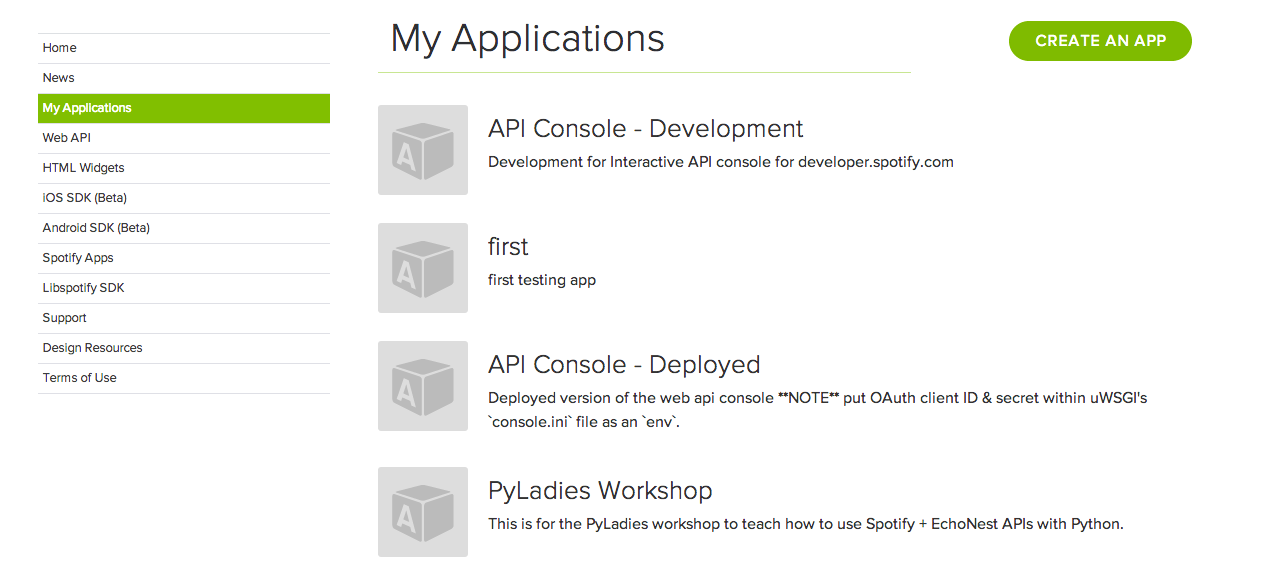 Home
News
My Applications
Web API
HTML Widgets
iOS SDK (Beta)
Android SDK (Beta)
Spotify Apps
Libspotify SDK
Support
Design Resources
Terms of Use
My Applications
CREATE AN APP
API Console - Development
Development for Interactive API console for developer.spotify.com
first
first testing app
API Console - Deployed
Deployed version of the web api console **NOTE** put OAuth client ID & secret within uWSGI's
`console.ini` file as an `env`.
PyLadies Workshop
This is for the PyLadies workshop to teach how to use Spotify + EchoNest APIs with Python.